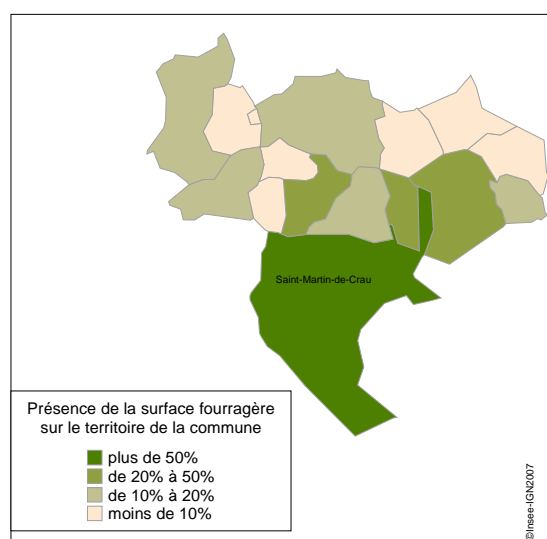 Saint-Martin-de-Crau
Présence de la surface fourragère
sur le territoire de la commune
plus de 50%
de 20% à 50%
de 10% à 20%
moins de 10%
©Insee-IGN2007